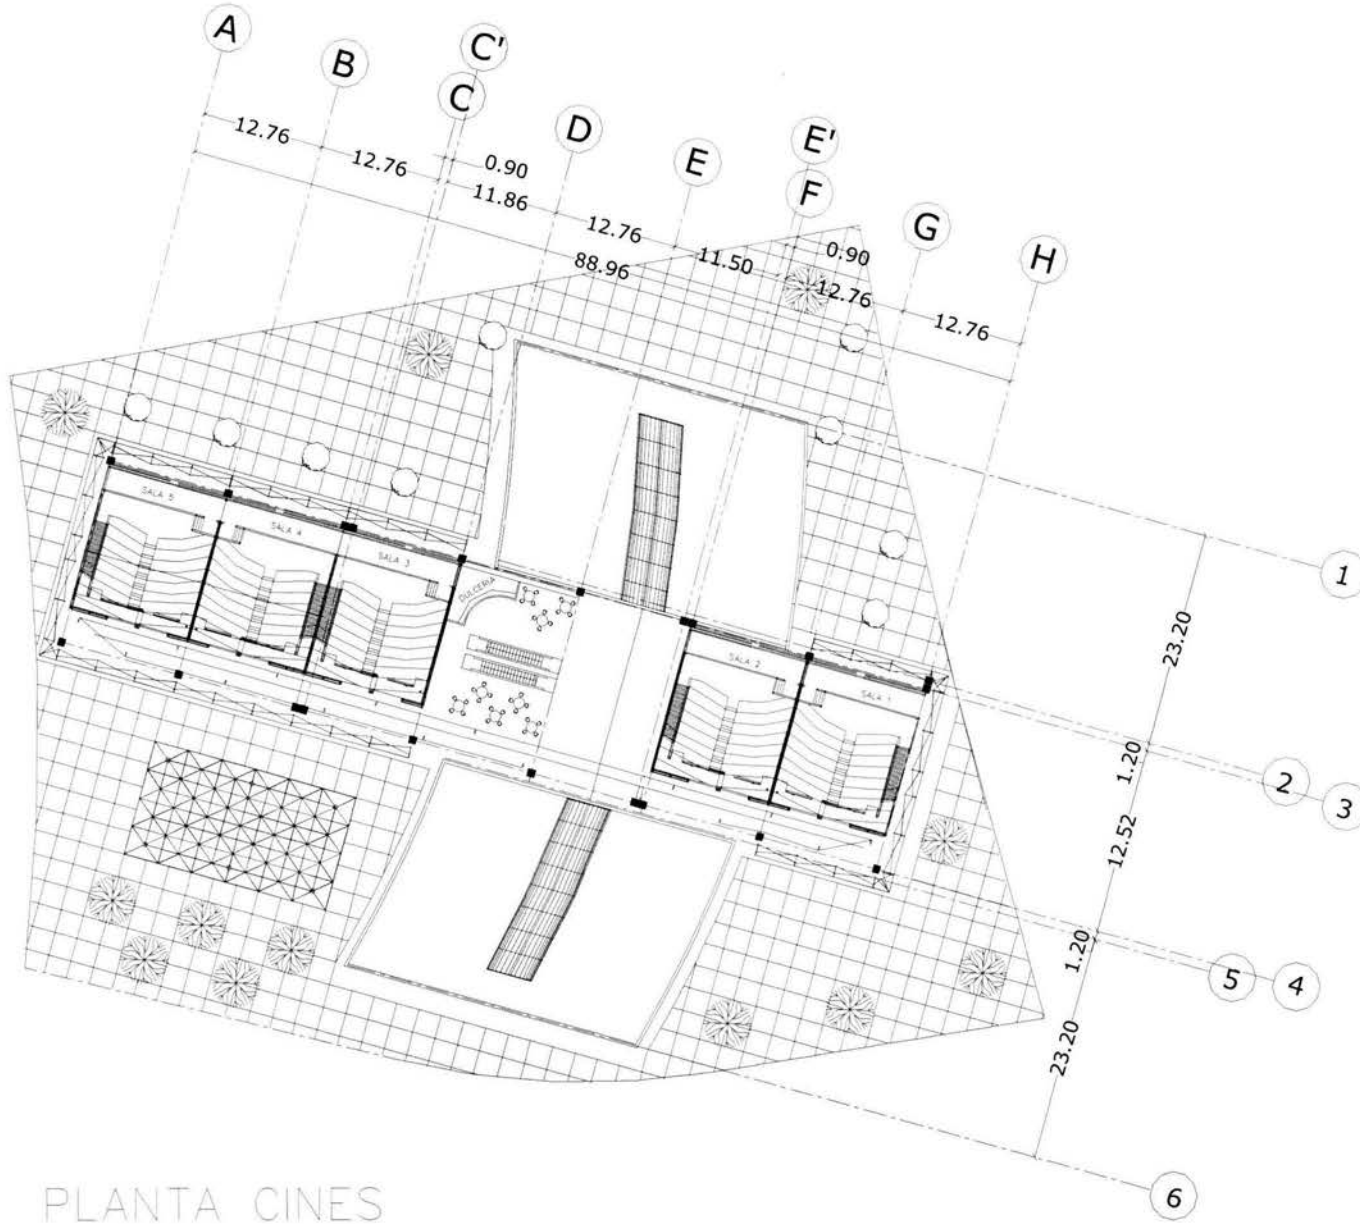 A
B
C'
C
D
E
E'
F
G
H
12.76
12.76
0.90
11.86
12.76
11.50
0.90
12.76
12.76
88.96
1
2
3
4
5
6
23.20
1.20
12.52
1.20
23.20
SALA 5
SALA 4
SALA 3
DULCERIA
SALA 2
SALA 1
PLANTA CINES